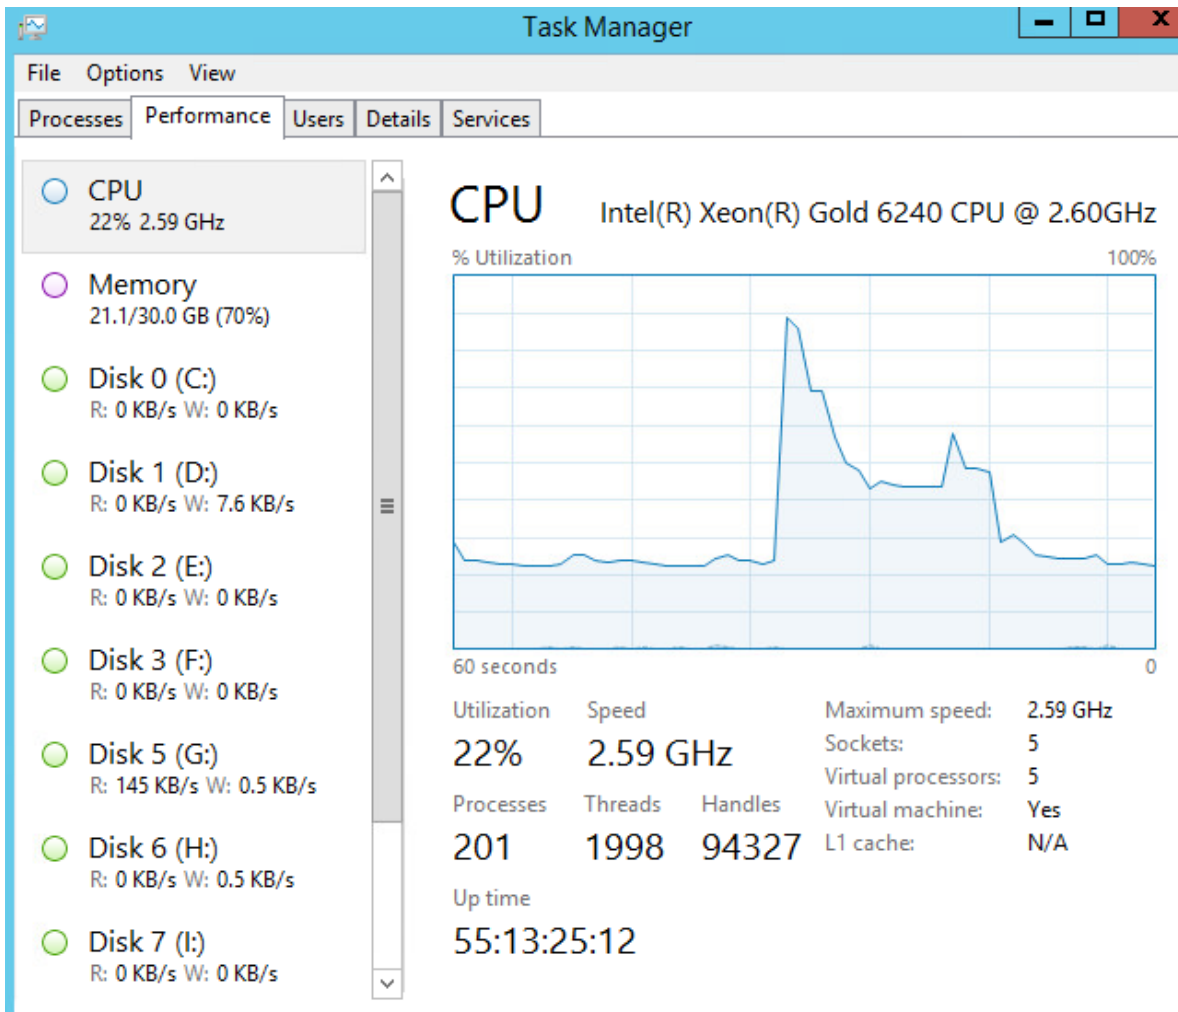 Task Manager
File Options View
Processes Performance Users Details Services
CPU
22% 2.59 GHz
Memory
21.1/30.0 GB (70%)
Disk 0 (C:)
R: 0 KB/s W: 0 KB/s
Disk 1 (D:)
R: 0 KB/s W: 7.6 KB/s
Disk 2 (E:)
R: 0 KB/s W: 0 KB/s
Disk 3 (F:)
R: 0 KB/s W: 0 KB/s
Disk 5 (G:)
R: 145 KB/s W: 0.5 KB/s
Disk 6 (H:)
R: 0 KB/s W: 0.5 KB/s
Disk 7 (I:)
R: 0 KB/s W: 0 KB/s
CPU Intel(R) Xeon(R) Gold 6240 CPU @ 2.60GHz
% Utilization 100%
60 seconds 0
Utilization Speed
22% 2.59 GHz
Processes Threads Handles
201 1998 94327
Up time
55:13:25:12
Maximum speed: 2.59 GHz
Sockets: 5
Virtual processors: 5
Virtual machine: Yes
L1 cache: N/A